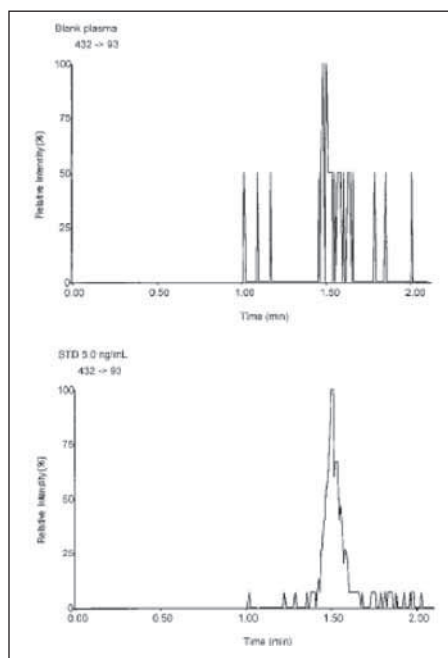 Blank plasma
432 -> 93
100
75
50
25
0
Relative Intensity (%)
0.00 0.50 1.00 1.50 2.00
Time (min)
STD 5.0 ng/mL
432 -> 93
100
75
50
25
0
Relative Intensity (%)
0.00 0.50 1.00 1.50 2.00
Time (min)